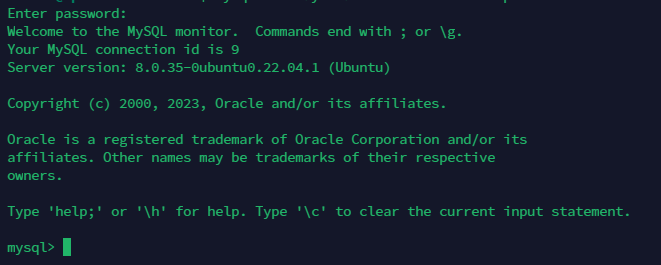 Enter password:
Welcome to the MySQL monitor.  Commands end with ; or \g.
Your MySQL connection id is 9
Server version: 8.0.35-0ubuntu0.22.04.1 (Ubuntu)
Copyright (c) 2000, 2023, Oracle and/or its affiliates.
Oracle is a registered trademark of Oracle Corporation and/or its
affiliates. Other names may be trademarks of their respective
owners.
Type 'help;' or '\h' for help. Type '\c' to clear the current input statement.
mysql>